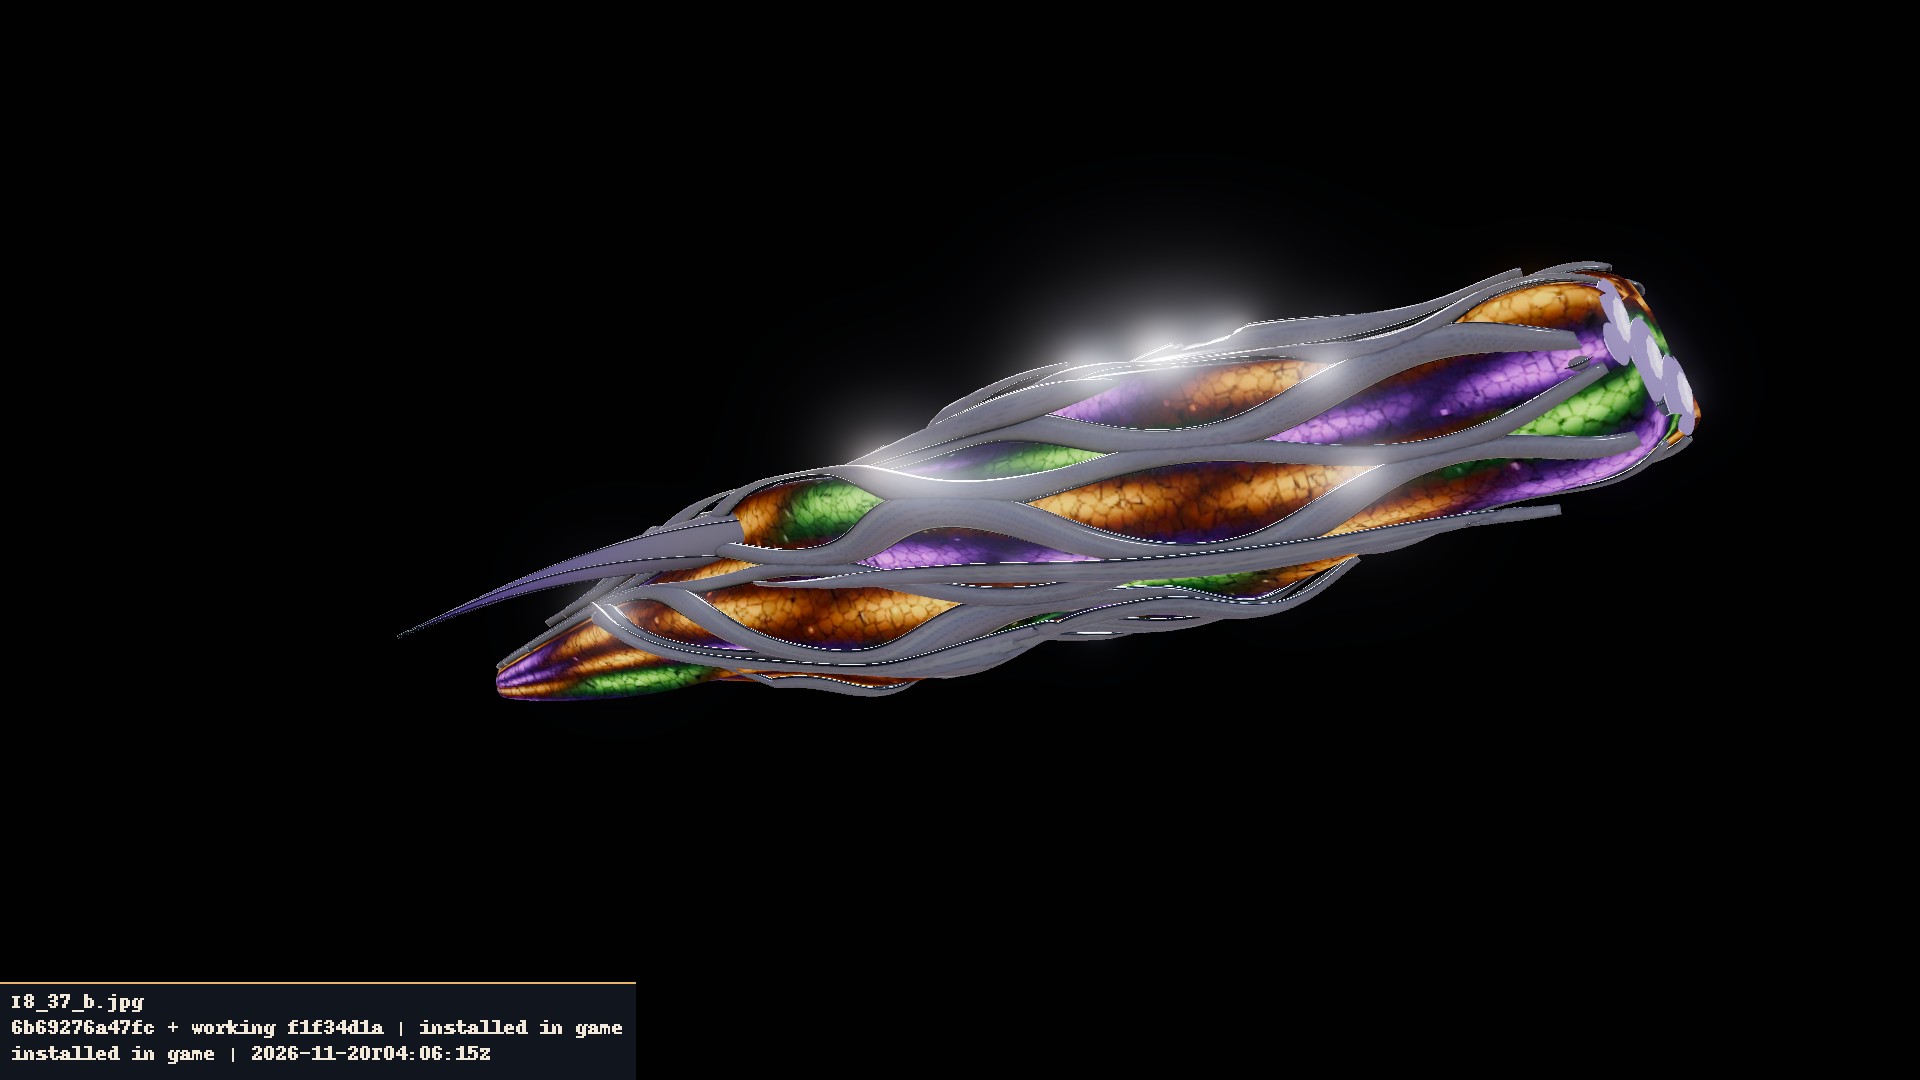 I8_37_b.jpg
6b69276a47fc + working f1f34d1a | installed in game
installed in game | 2026-11-20T04:06:15Z